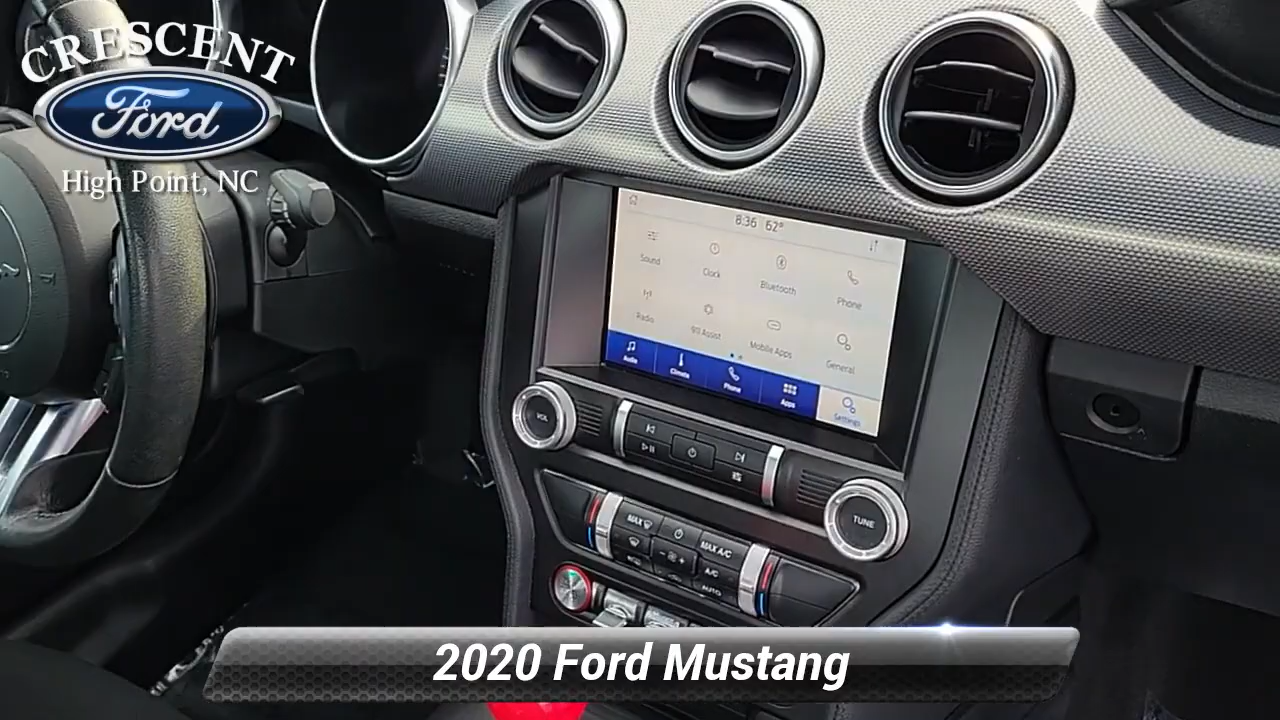 CRESCENT
Ford
High Point, NC
8:36 62°
Sound Clock Bluetooth Phone
Radio 911 Assist Mobile Apps General
Audio Climate Phone Apps Settings
VOL
TUNE
MAX
MAX A/C
A/C
AUTO
2020 Ford Mustang